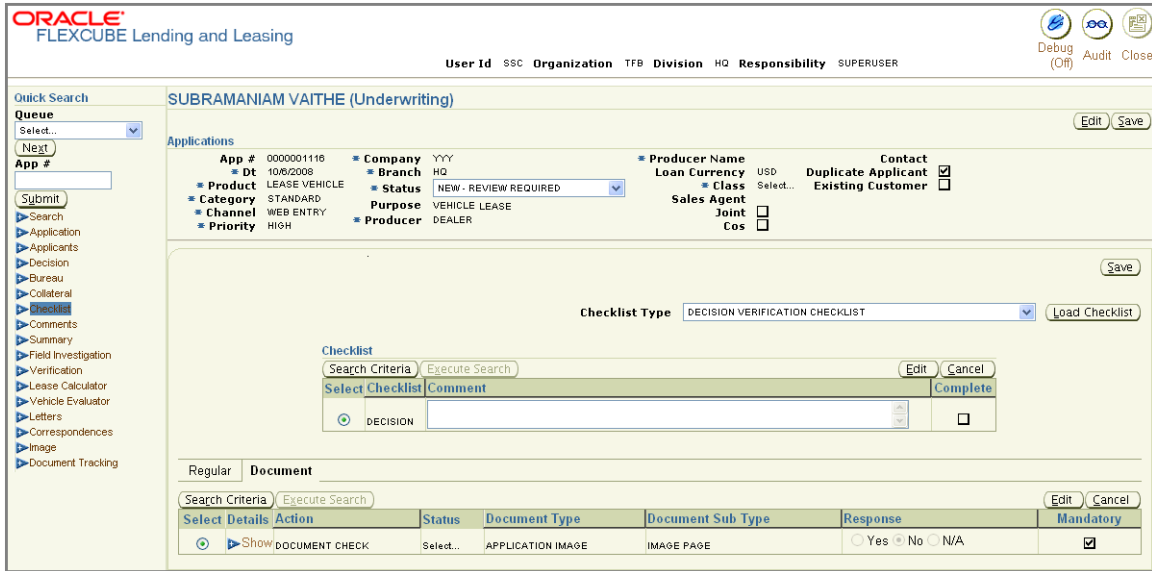 ORACLE
FLEXCUBE Lending and Leasing
Debug (Off) Audit Close
User Id SSC Organization TFB Division HQ Responsibility SUPERUSER
Quick Search
Queue
Select...
Next
App #
Submit
Search
Application
Applicants
Decision
Bureau
Collateral
Checklist
Comments
Summary
Field Investigation
Verification
Lease Calculator
Vehicle Evaluator
Letters
Correspondences
Image
Document Tracking
SUBRAMANIAM VAITHE (Underwriting)
Edit Save
Applications
App # 0000001116 * Company YYY * Producer Name Contact
* Dt 10/6/2008 * Branch HQ Loan Currency USD Duplicate Applicant
* Product LEASE VEHICLE * Status NEW - REVIEW REQUIRED * Class Select... Existing Customer
* Category STANDARD Purpose VEHICLE LEASE Sales Agent
* Channel WEB ENTRY * Producer DEALER Joint
* Priority HIGH Cos
Save
Checklist Type DECISION VERIFICATION CHECKLIST Load Checklist
Checklist
Search Criteria Execute Search Edit Cancel
Select Checklist Comment Complete
DECISION
Regular Document
Search Criteria Execute Search Edit Cancel
Select Details Action Status Document Type Document Sub Type Response Mandatory
Show DOCUMENT CHECK Select... APPLICATION IMAGE IMAGE PAGE Yes No N/A